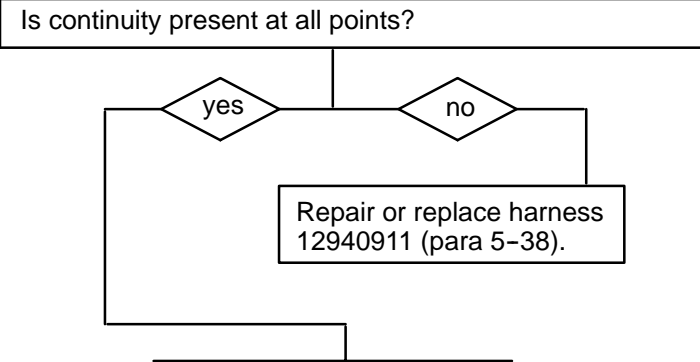 Is continuity present at all points?
yes
no
Repair or replace harness
12940911 (para 5-38).